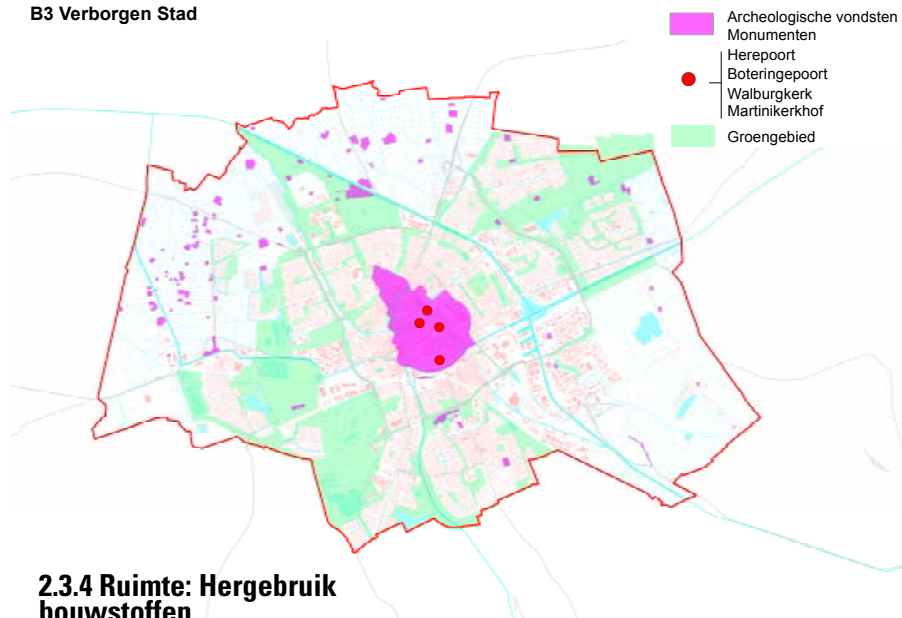 B3 Verborgen Stad
Archeologische vondsten
Monumenten
Herepoort
Boteringepoort
Walburgkerk
Martinikerkhof
Groengebied
2.3.4 Ruimte: Hergebruik
bouwstoffen